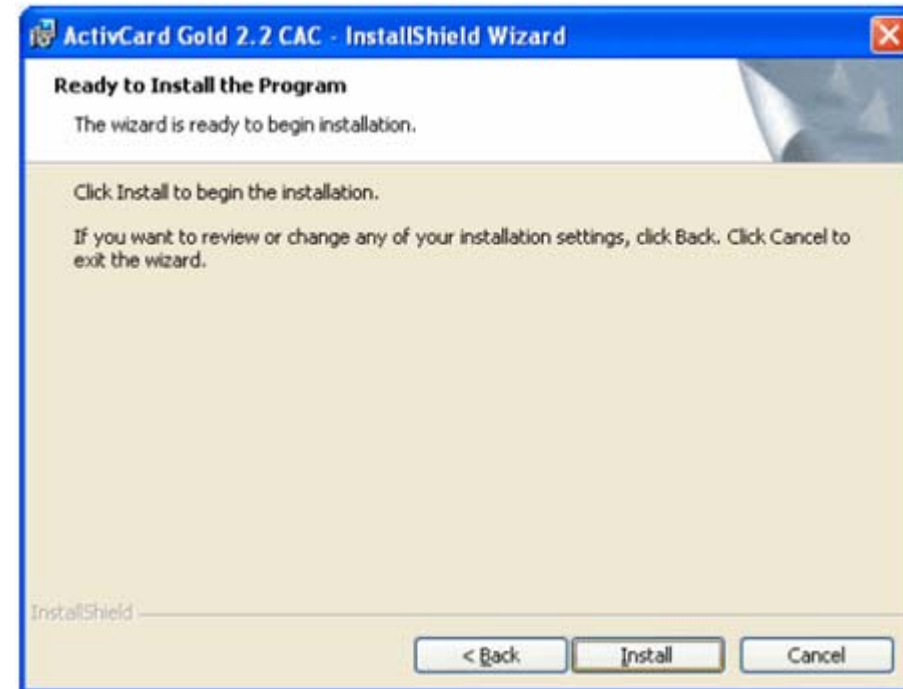 ActivCard Gold 2.2 CAC - InstallShield Wizard
Ready to Install the Program
The wizard is ready to begin installation.
Click Install to begin the installation.
If you want to review or change any of your installation settings, click Back. Click Cancel to
exit the wizard.
InstallShield
< Back Install Cancel